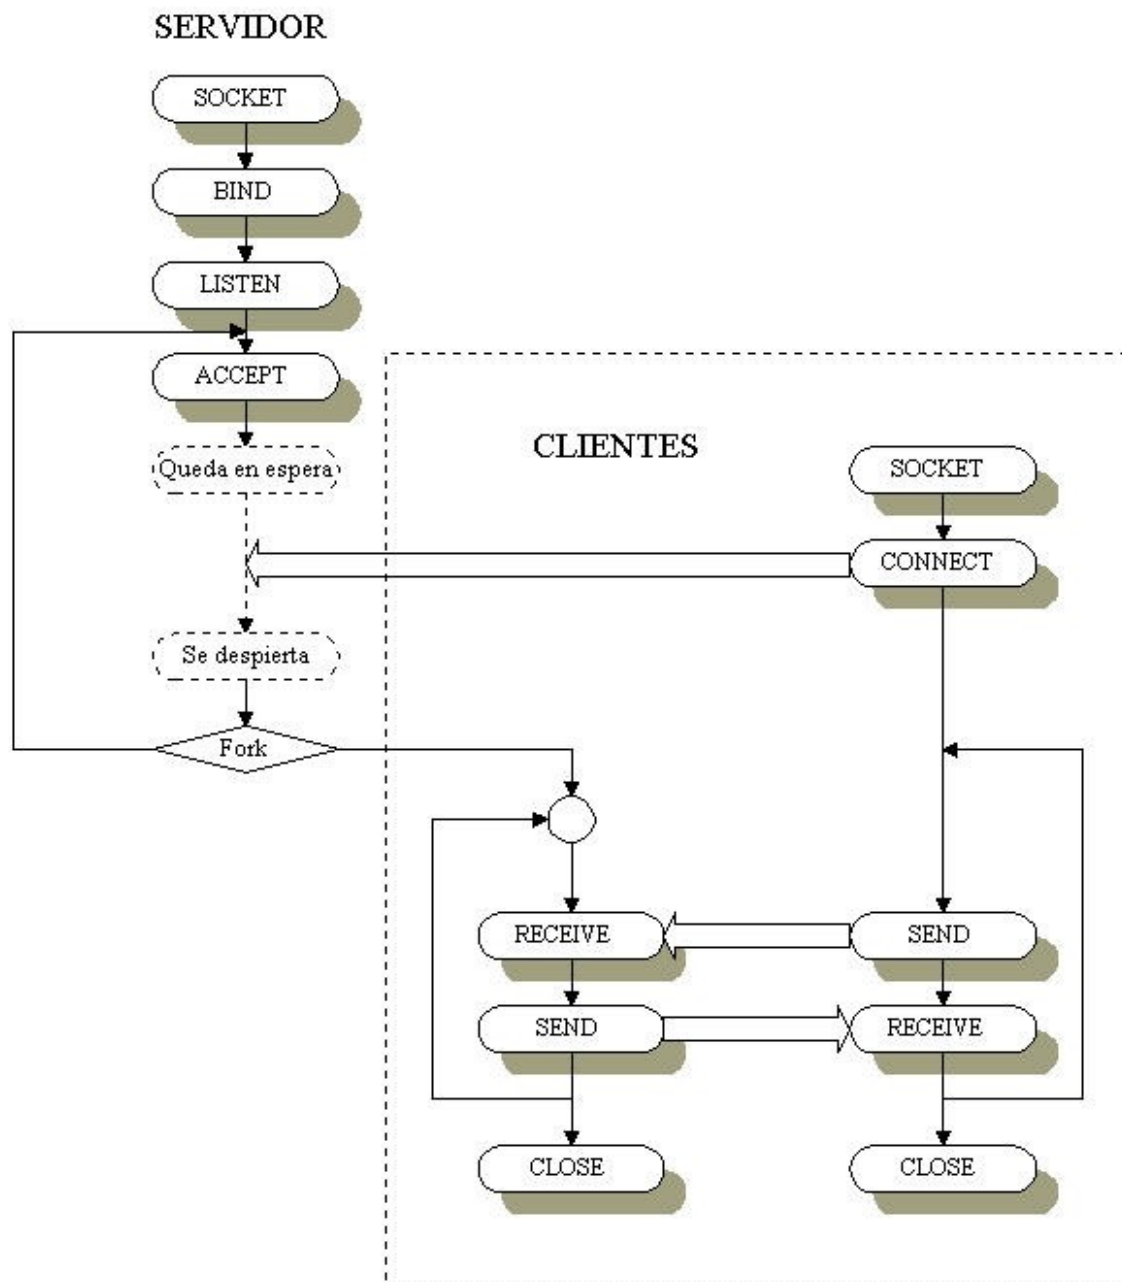 SERVIDOR
SOCKET
BIND
LISTEN
ACCEPT
Queda en espera
Se despierta
Fork
CLIENTES
SOCKET
CONNECT
RECEIVE
SEND
SEND
RECEIVE
CLOSE
CLOSE